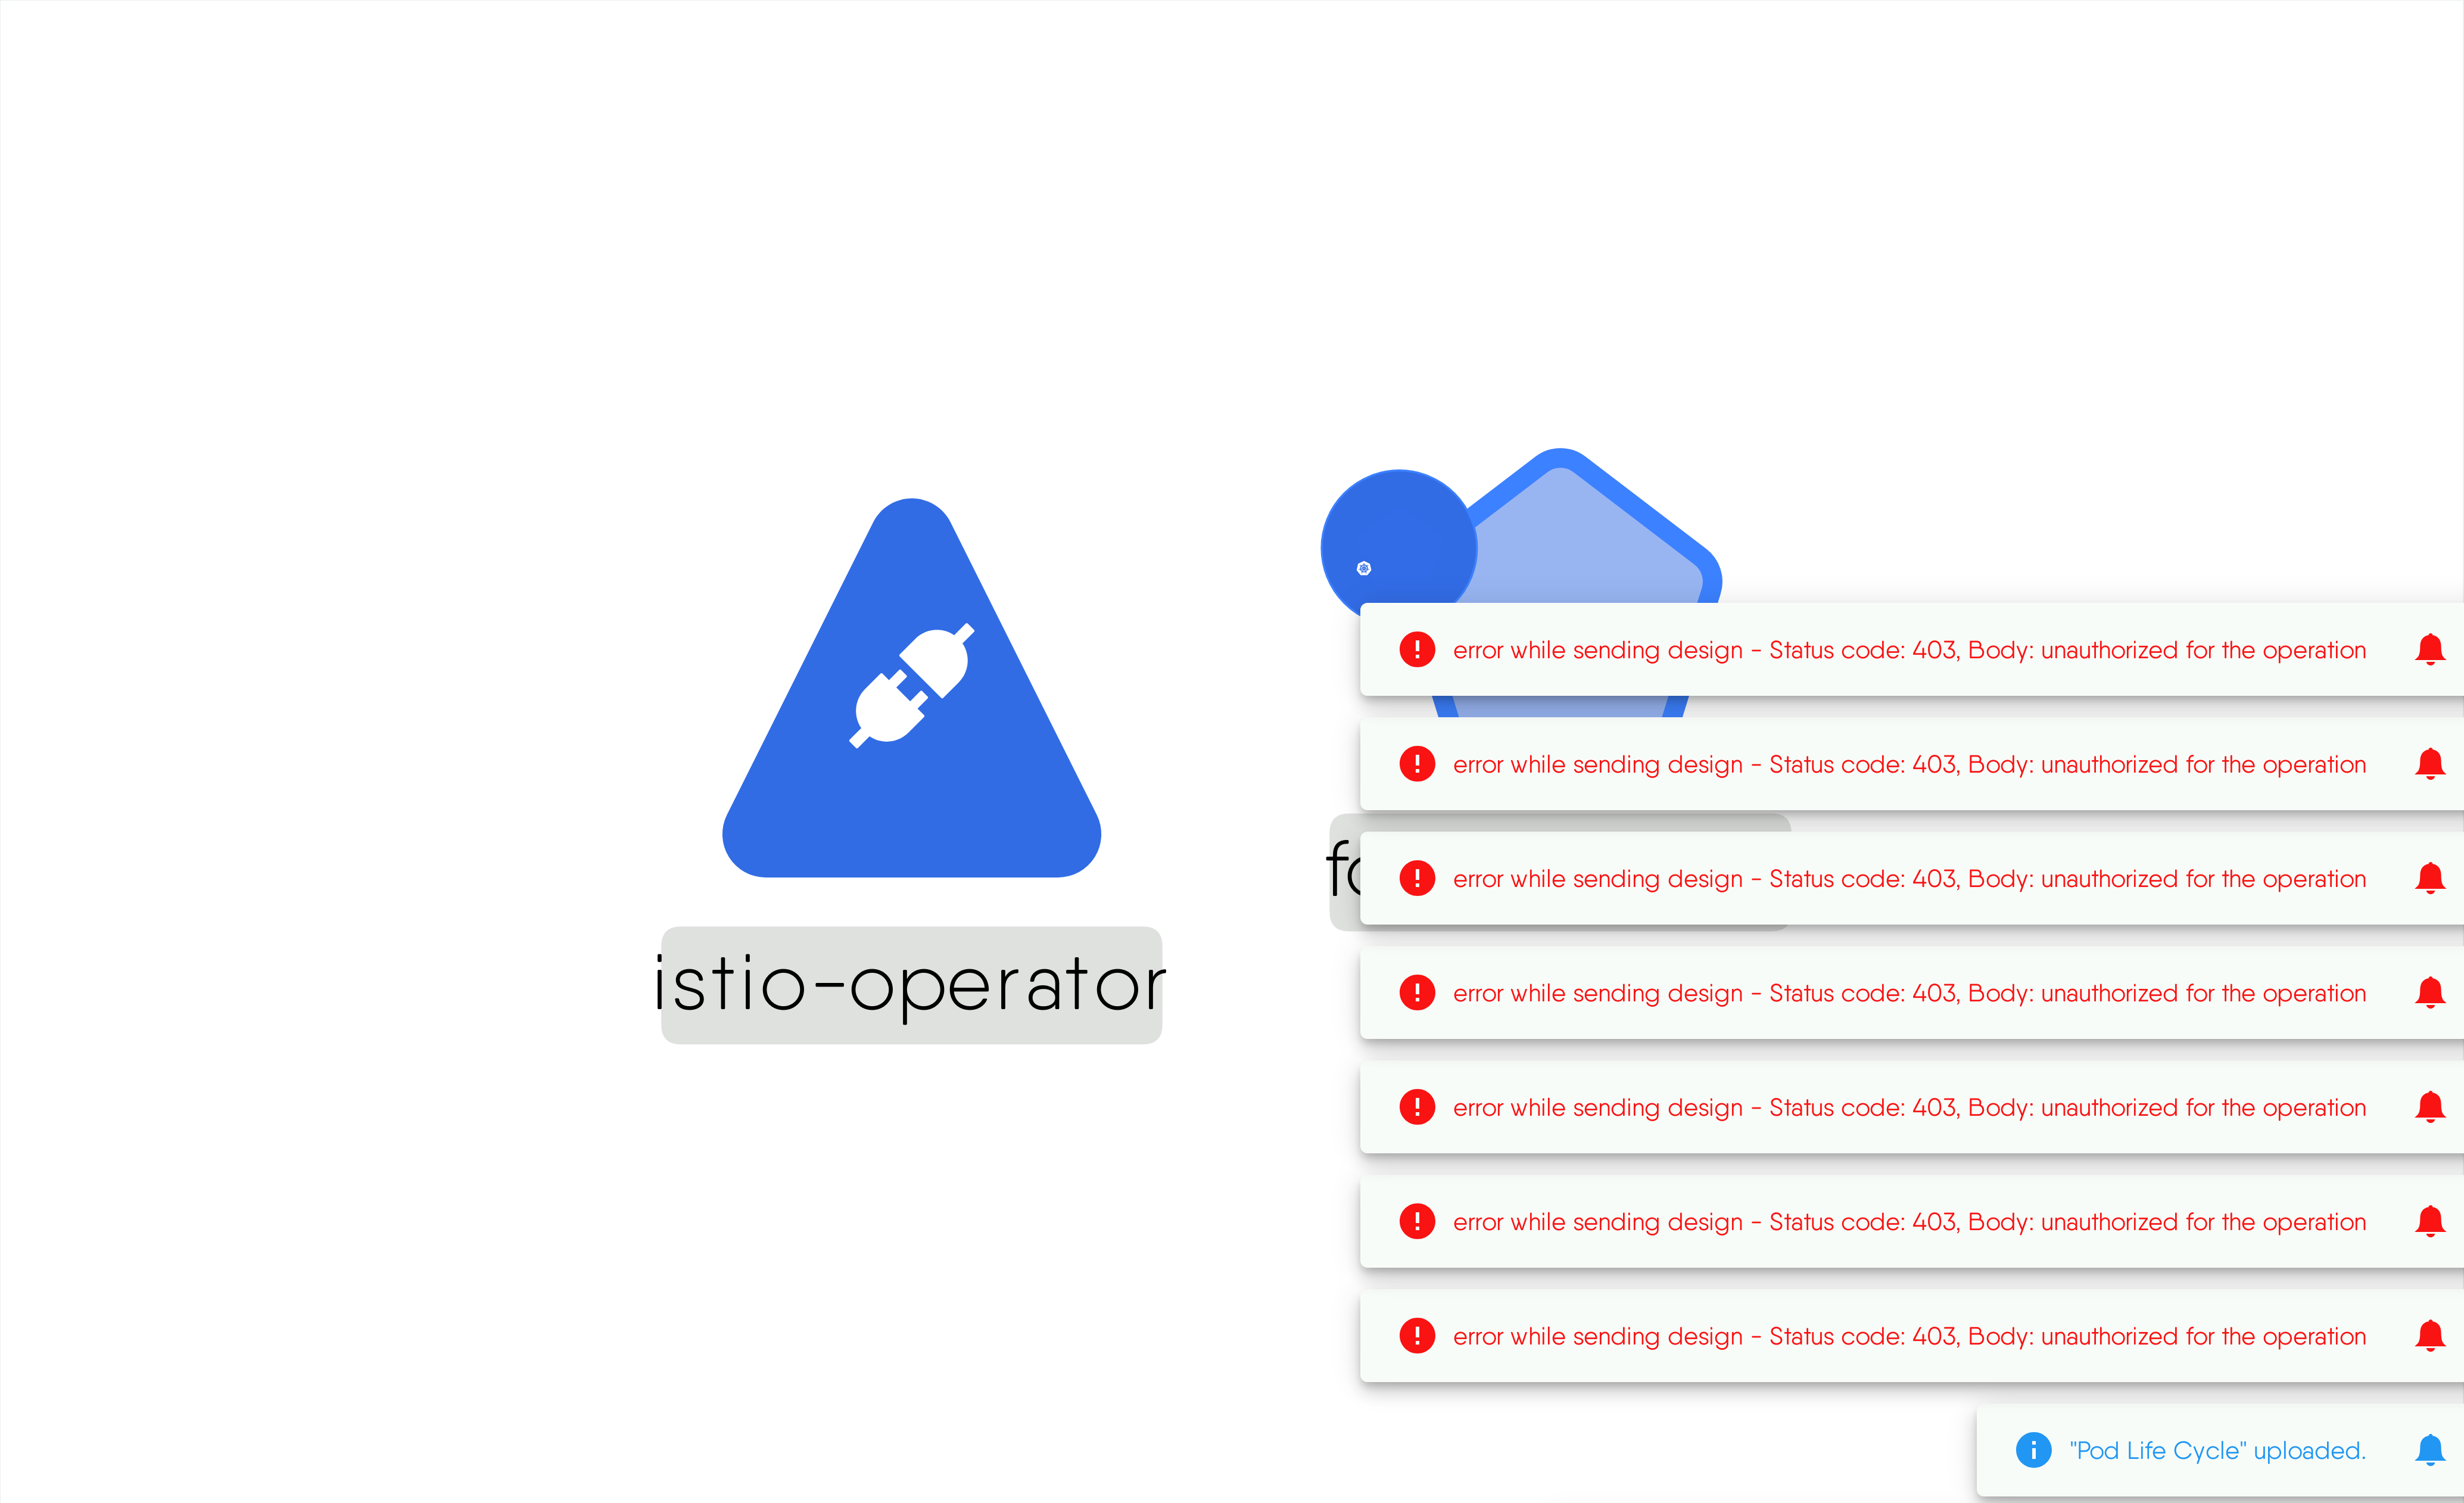 error while sending design - Status code: 403, Body: unauthorized for the operation
error while sending design - Status code: 403, Body: unauthorized for the operation
error while sending design - Status code: 403, Body: unauthorized for the operation
istio-operator
error while sending design - Status code: 403, Body: unauthorized for the operation
error while sending design - Status code: 403, Body: unauthorized for the operation
error while sending design - Status code: 403, Body: unauthorized for the operation
error while sending design - Status code: 403, Body: unauthorized for the operation
"Pod Life Cycle" uploaded.